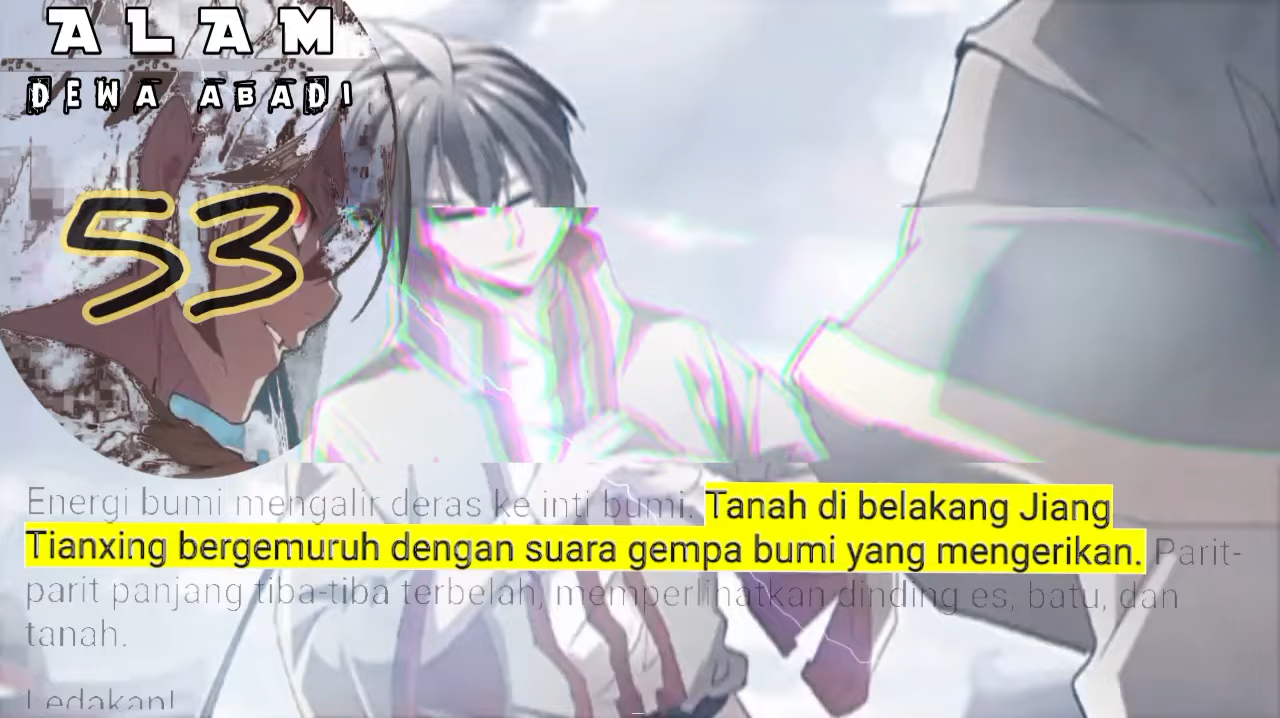 ALAM
DEWA ABADI
53
Energi bumi mengalir deras ke inti bumi. Tanah di belakang Jiang
Tianxing bergemuruh dengan suara gempa bumi yang mengerikan. Parit-
parit panjang tiba-tiba terbelah, memperlihatkan dinding es, batu, dan
tanah.
Ledakan!